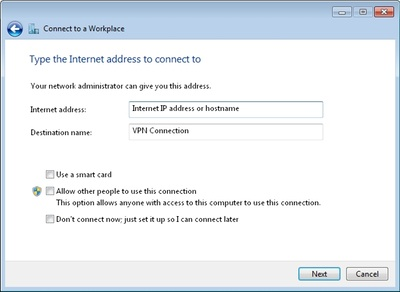 Connect to a Workplace
Type the Internet address to connect to
Your network administrator can give you this address.
Internet address: Internet IP address or hostname
Destination name: VPN Connection
Use a smart card
Allow other people to use this connection
This option allows anyone with access to this computer to use this connection.
Don't connect now; just set it up so I can connect later
Next Cancel